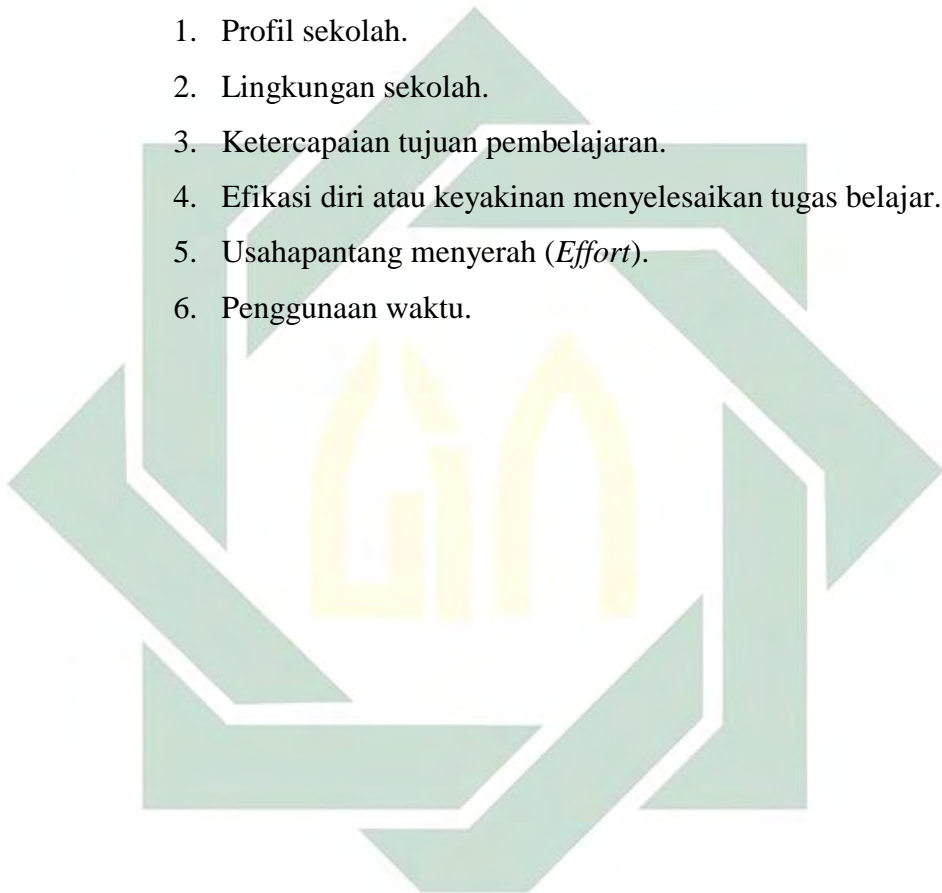 1. Profil sekolah.
2. Lingkungan sekolah.
3. Ketercapaian tujuan pembelajaran.
4. Efikasi diri atau keyakinan menyelesaikan tugas belajar.
5. Usahapantang menyerah (Effort).
6. Penggunaan waktu.